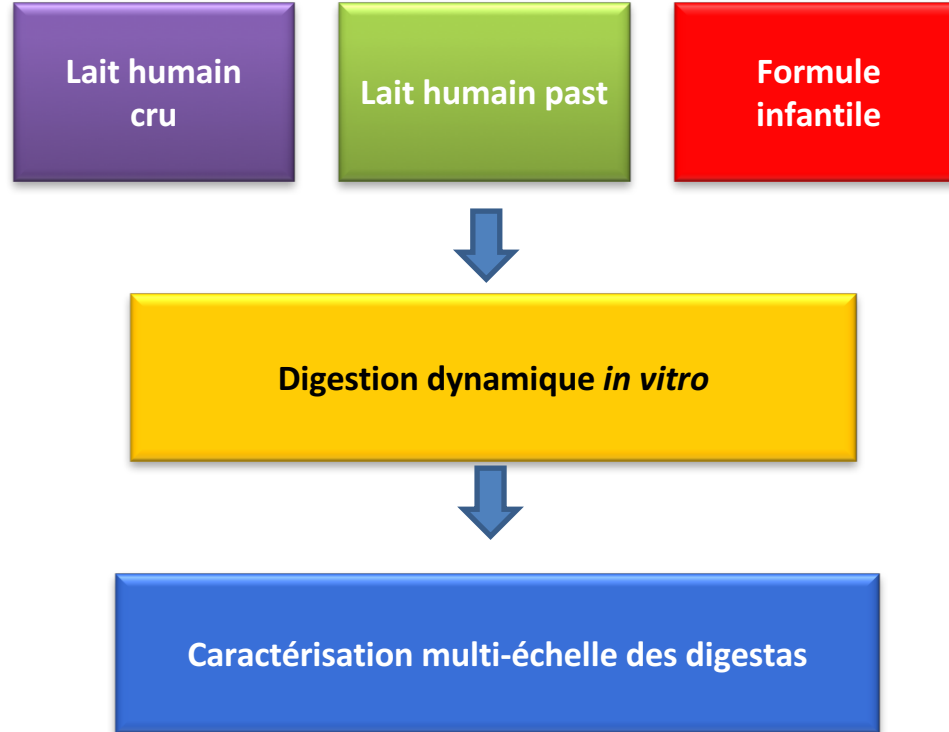 Lait humain
cru
Lait humain past
Formule
infantile
Digestion dynamique in vitro
Caractérisation multi-échelle des digestas